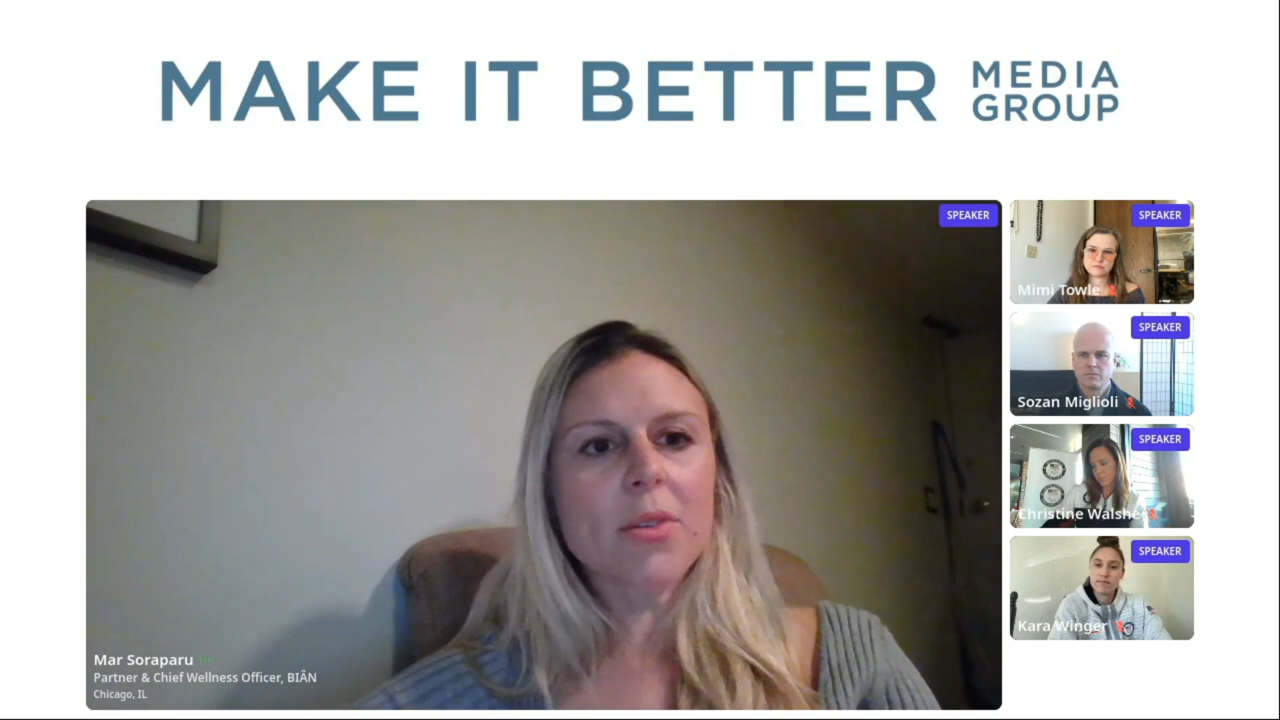 MAKE IT BETTER MEDIA GROUP
SPEAKER
Mar Soraparu
Partner & Chief Wellness Officer, BIÂN
Chicago, IL
SPEAKER
Mimi Towle
SPEAKER
Sozan Miglioli
SPEAKER
Christine Walshe
SPEAKER
Kara Winger